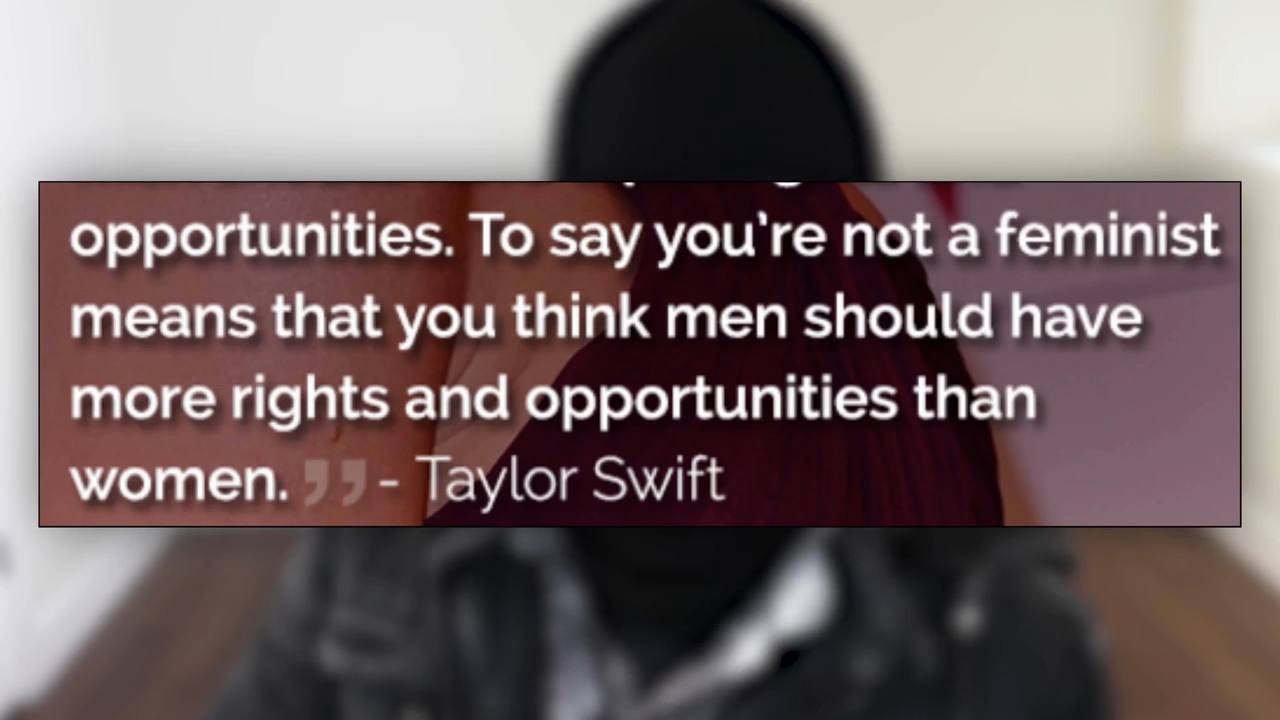 opportunities. To say you’re not a feminist
means that you think men should have
more rights and opportunities than
women. ” - Taylor Swift